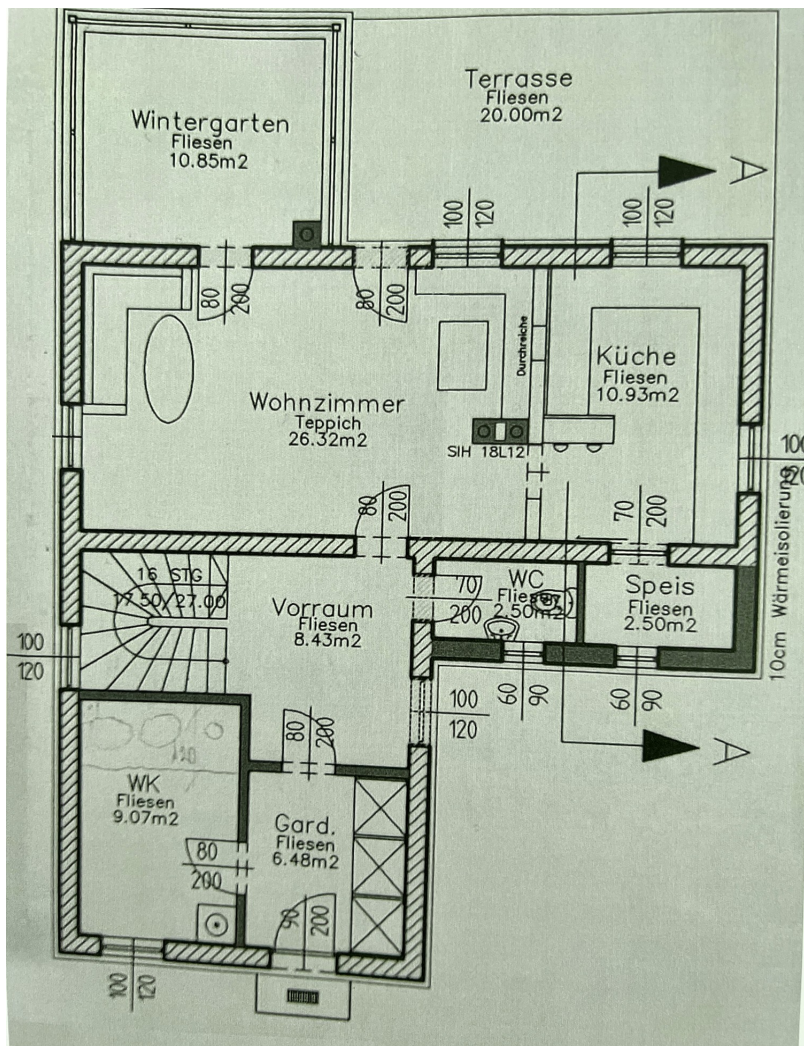 Terrasse
Fliesen
20.00m2
Wintergarten
Fliesen
10.85m2
A
100
120
100
120
80
200
80
200
Durchreiche
Küche
Fliesen
10.93m2
Wohnzimmer
Teppich
26.32m2
SIH 18L12
100
120
80
200
70
200
10cm Wärmeisolierung
16 STG
17.50/27.00
Vorraum
Fliesen
8.43m2
70
200
WC
Fliesen
2.50m2
Speis
Fliesen
2.50m2
100
120
60
90
60
90
100
120
80
200
A
WK
Fliesen
9.07m2
Gard.
Fliesen
6.48m2
80
200
90
200
100
120